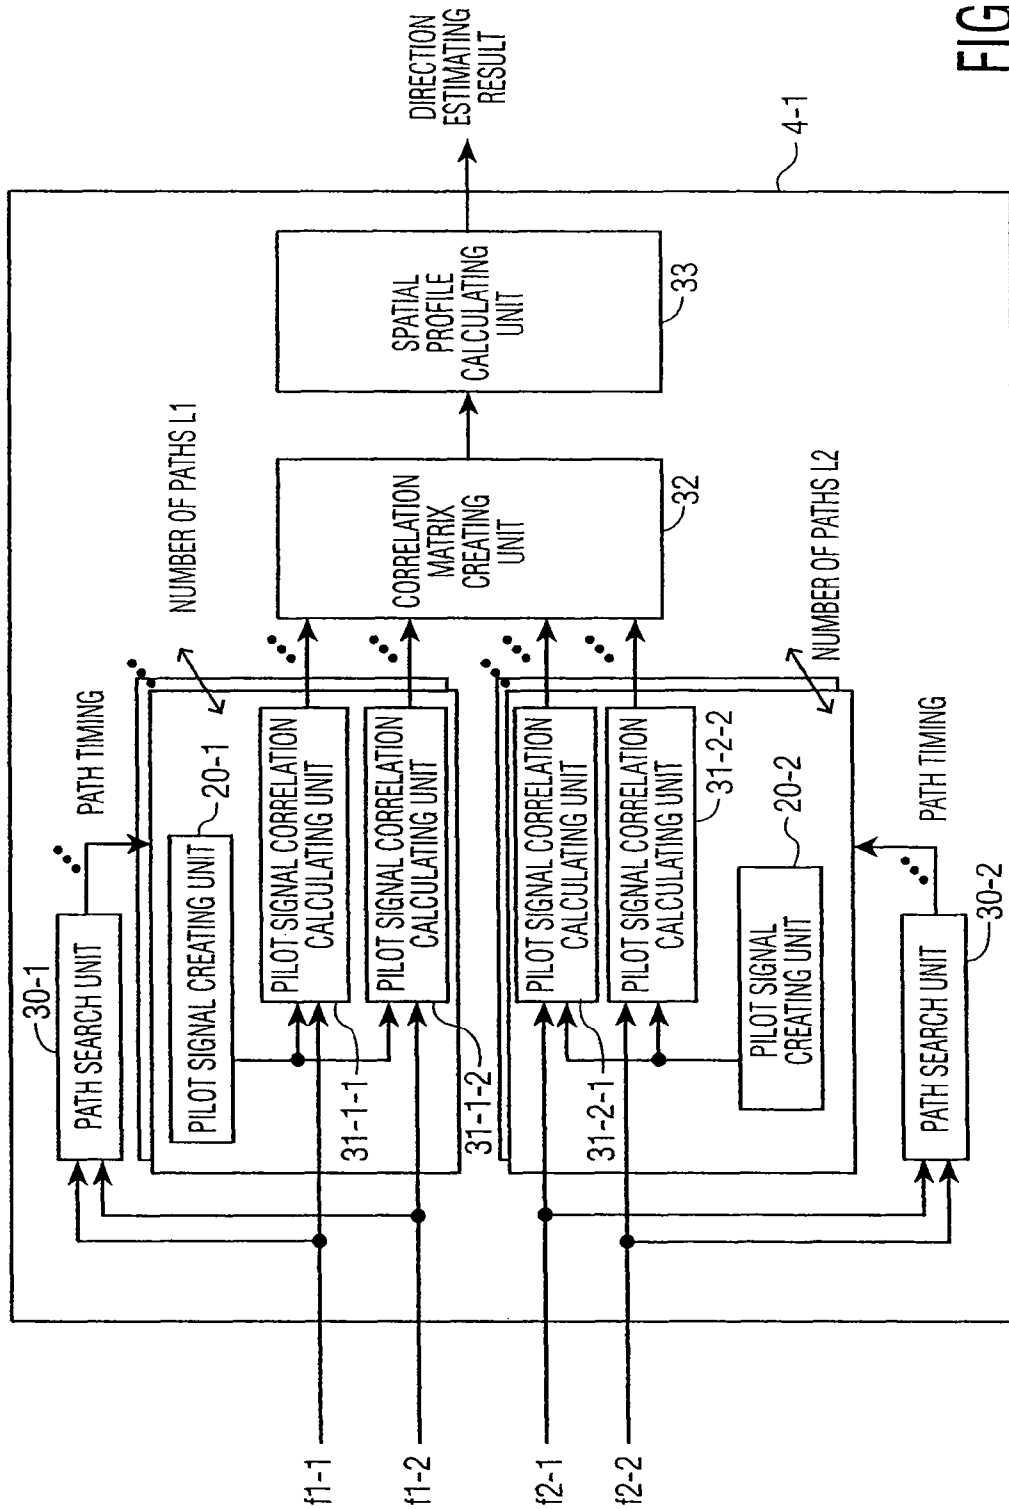 FIG
4-1
30-1
PATH SEARCH UNIT
PATH TIMING
NUMBER OF PATHS L1
PILOT SIGNAL CREATING UNIT
20-1
PILOT SIGNAL CORRELATION
CALCULATING UNIT
31-1-1
PILOT SIGNAL CORRELATION
CALCULATING UNIT
31-1-2
f1-1
f1-2
CORRELATION
MATRIX
CREATING
UNIT
32
SPATIAL
PROFILE
CALCULATING
UNIT
33
DIRECTION
ESTIMATING
RESULT
f2-1
f2-2
PILOT SIGNAL CORRELATION
CALCULATING UNIT
31-2-1
PILOT SIGNAL CORRELATION
CALCULATING UNIT
31-2-2
PILOT SIGNAL
CREATING UNIT
20-2
NUMBER OF PATHS L2
PATH TIMING
PATH SEARCH UNIT
30-2